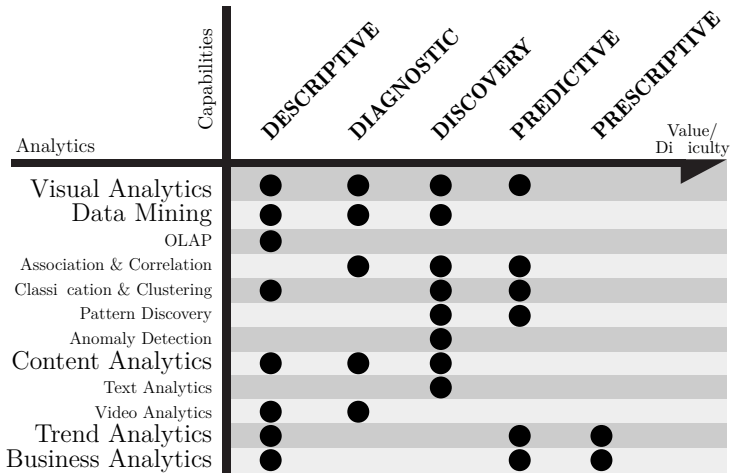 Capabilities
DESCRIPTIVE
DIAGNOSTIC
DISCOVERY
PREDICTIVE
PRESCRIPTIVE
Analytics
Value/
Di iculty
Visual Analytics
Data Mining
OLAP
Association & Correlation
Classi cation & Clustering
Pattern Discovery
Anomaly Detection
Content Analytics
Text Analytics
Video Analytics
Trend Analytics
Business Analytics